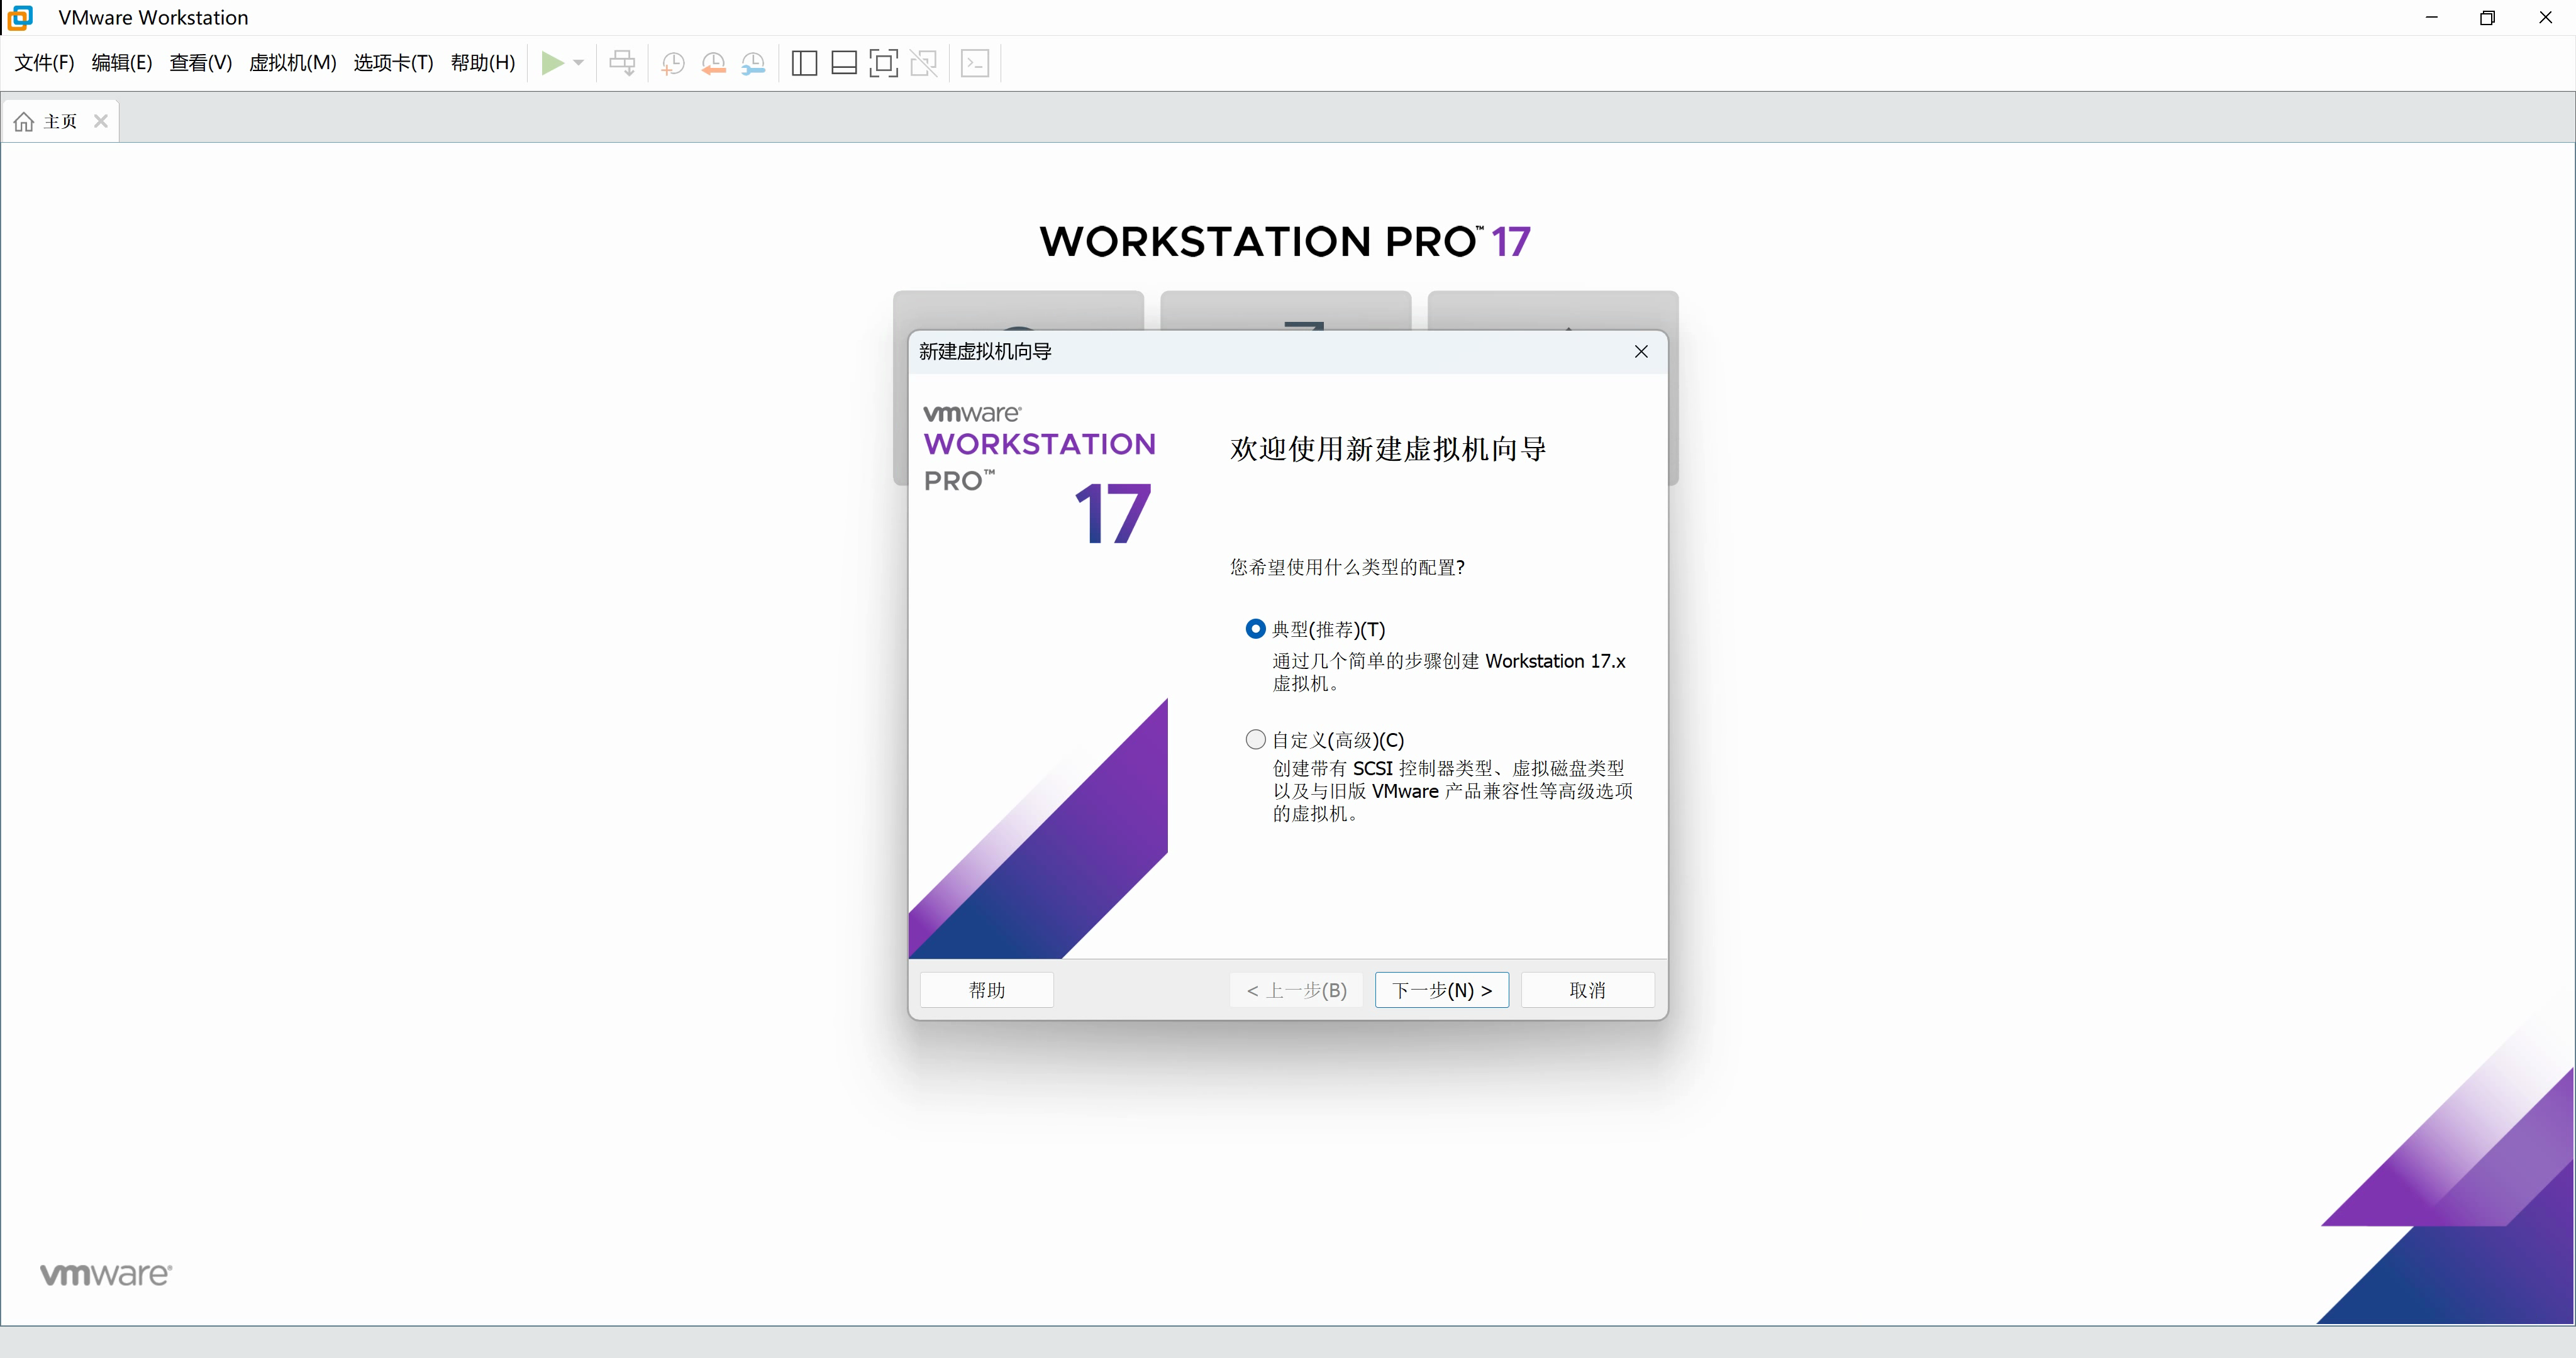 VMware Workstation
文件(F) 编辑(E) 查看(V) 虚拟机(M) 选项卡(T) 帮助(H)
主页
WORKSTATION PRO™ 17
新建虚拟机向导
vmware®
WORKSTATION
PRO™
17
欢迎使用新建虚拟机向导
您希望使用什么类型的配置?
典型(推荐)(T)
通过几个简单的步骤创建 Workstation 17.x
虚拟机。
自定义(高级)(C)
创建带有 SCSI 控制器类型、虚拟磁盘类型
以及与旧版 VMware 产品兼容性等高级选项
的虚拟机。
帮助 < 上一步(B) 下一步(N) > 取消
vmware®